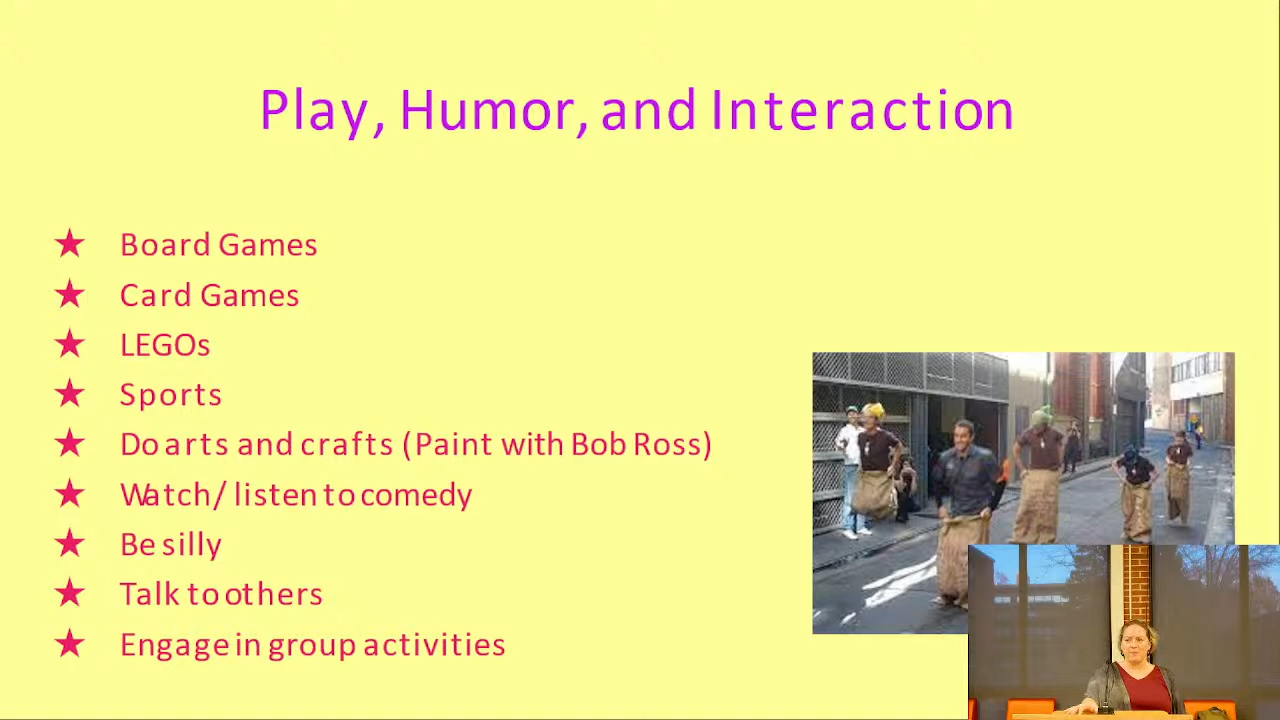 Play, Humor, and Interaction
★ Board Games
★ Card Games
★ LEGOs
★ Sports
★ Do arts and crafts (Paint with Bob Ross)
★ Watch/ listen to comedy
★ Be silly
★ Talk to others
★ Engage in group activities